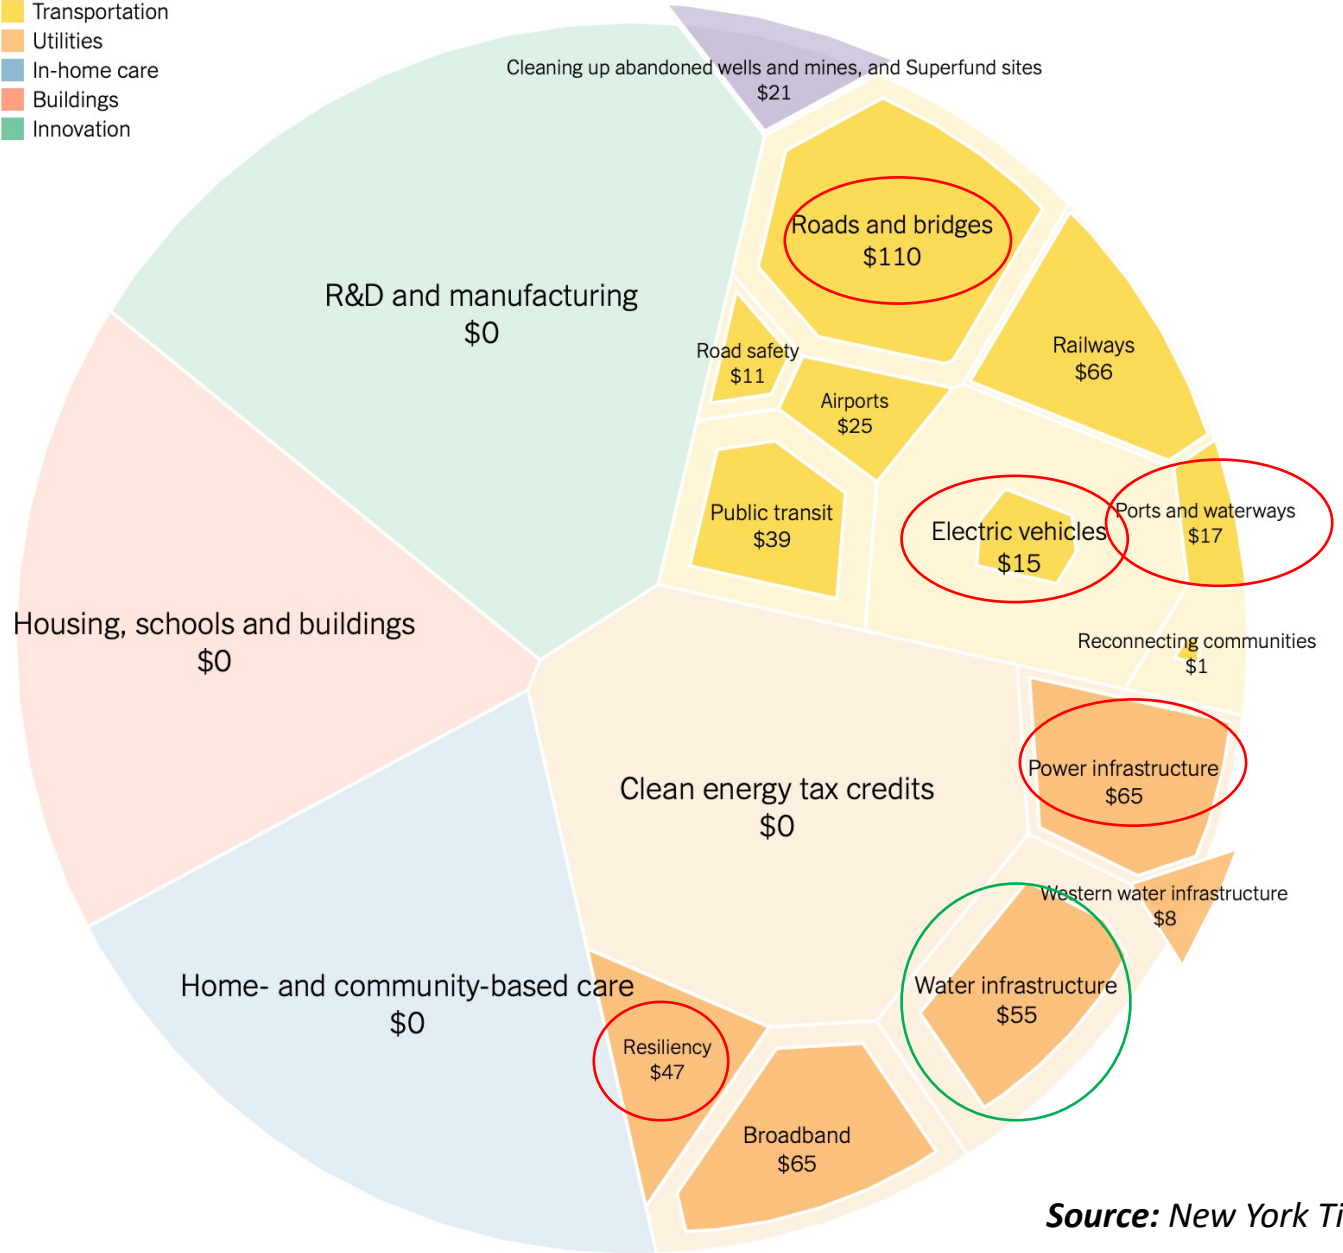 Transportation
Utilities
In-home care
Buildings
Innovation
Cleaning up abandoned wells and mines, and Superfund sites
$21
Roads and bridges
$110
R&D and manufacturing
$0
Road safety
$11
Railways
$66
Airports
$25
Public transit
$39
Electric vehicles
$15
Ports and waterways
$17
Housing, schools and buildings
$0
Reconnecting communities
$1
Power infrastructure
$65
Clean energy tax credits
$0
Western water infrastructure
$8
Home- and community-based care
$0
Water infrastructure
$55
Resiliency
$47
Broadband
$65
Source: New York Ti